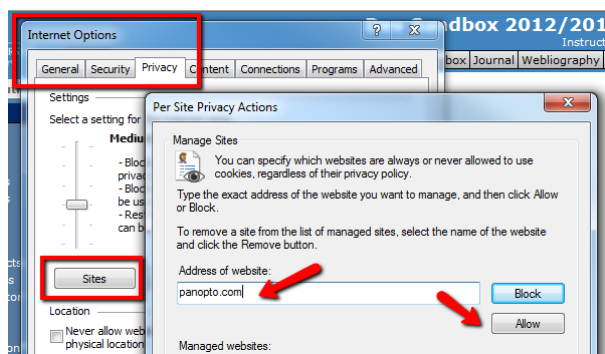 Sandbox 2012/201
Instruct
box Journal Webliography
Internet Options
General Security Privacy Content Connections Programs Advanced
Settings
Select a setting for
Mediu
- Bloc
privac
- Bloc
be us
- Res
can b
Sites
Location
Never allow web
physical location
Per Site Privacy Actions
Manage Sites
You can specify which websites are always or never allowed to use
cookies, regardless of their privacy policy.
Type the exact address of the website you want to manage, and then click Allow
or Block.
To remove a site from the list of managed sites, select the name of the website
and click the Remove button.
Address of website:
panopto.com
Block
Allow
Managed websites: